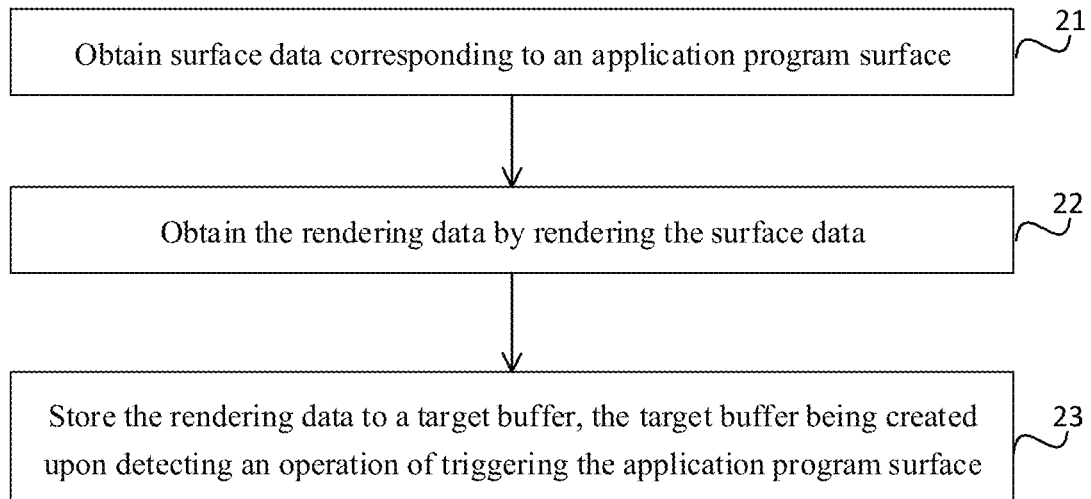 21
Obtain surface data corresponding to an application program surface
22
Obtain the rendering data by rendering the surface data
23
Store the rendering data to a target buffer, the target buffer being created
upon detecting an operation of triggering the application program surface